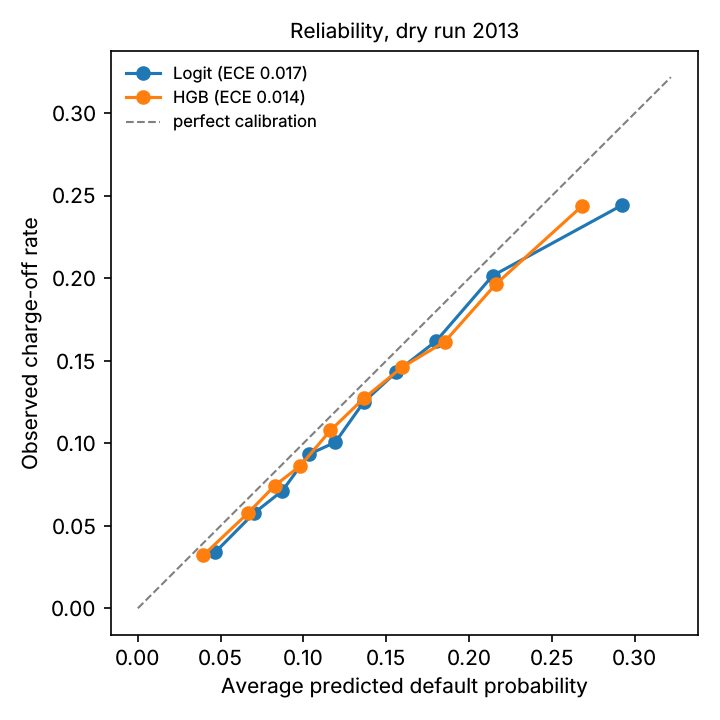 Reliability, dry run 2013
Logit (ECE 0.017)
HGB (ECE 0.014)
perfect calibration
Observed charge-off rate
0.30
0.25
0.20
0.15
0.10
0.05
0.00
0.00 0.05 0.10 0.15 0.20 0.25 0.30
Average predicted default probability